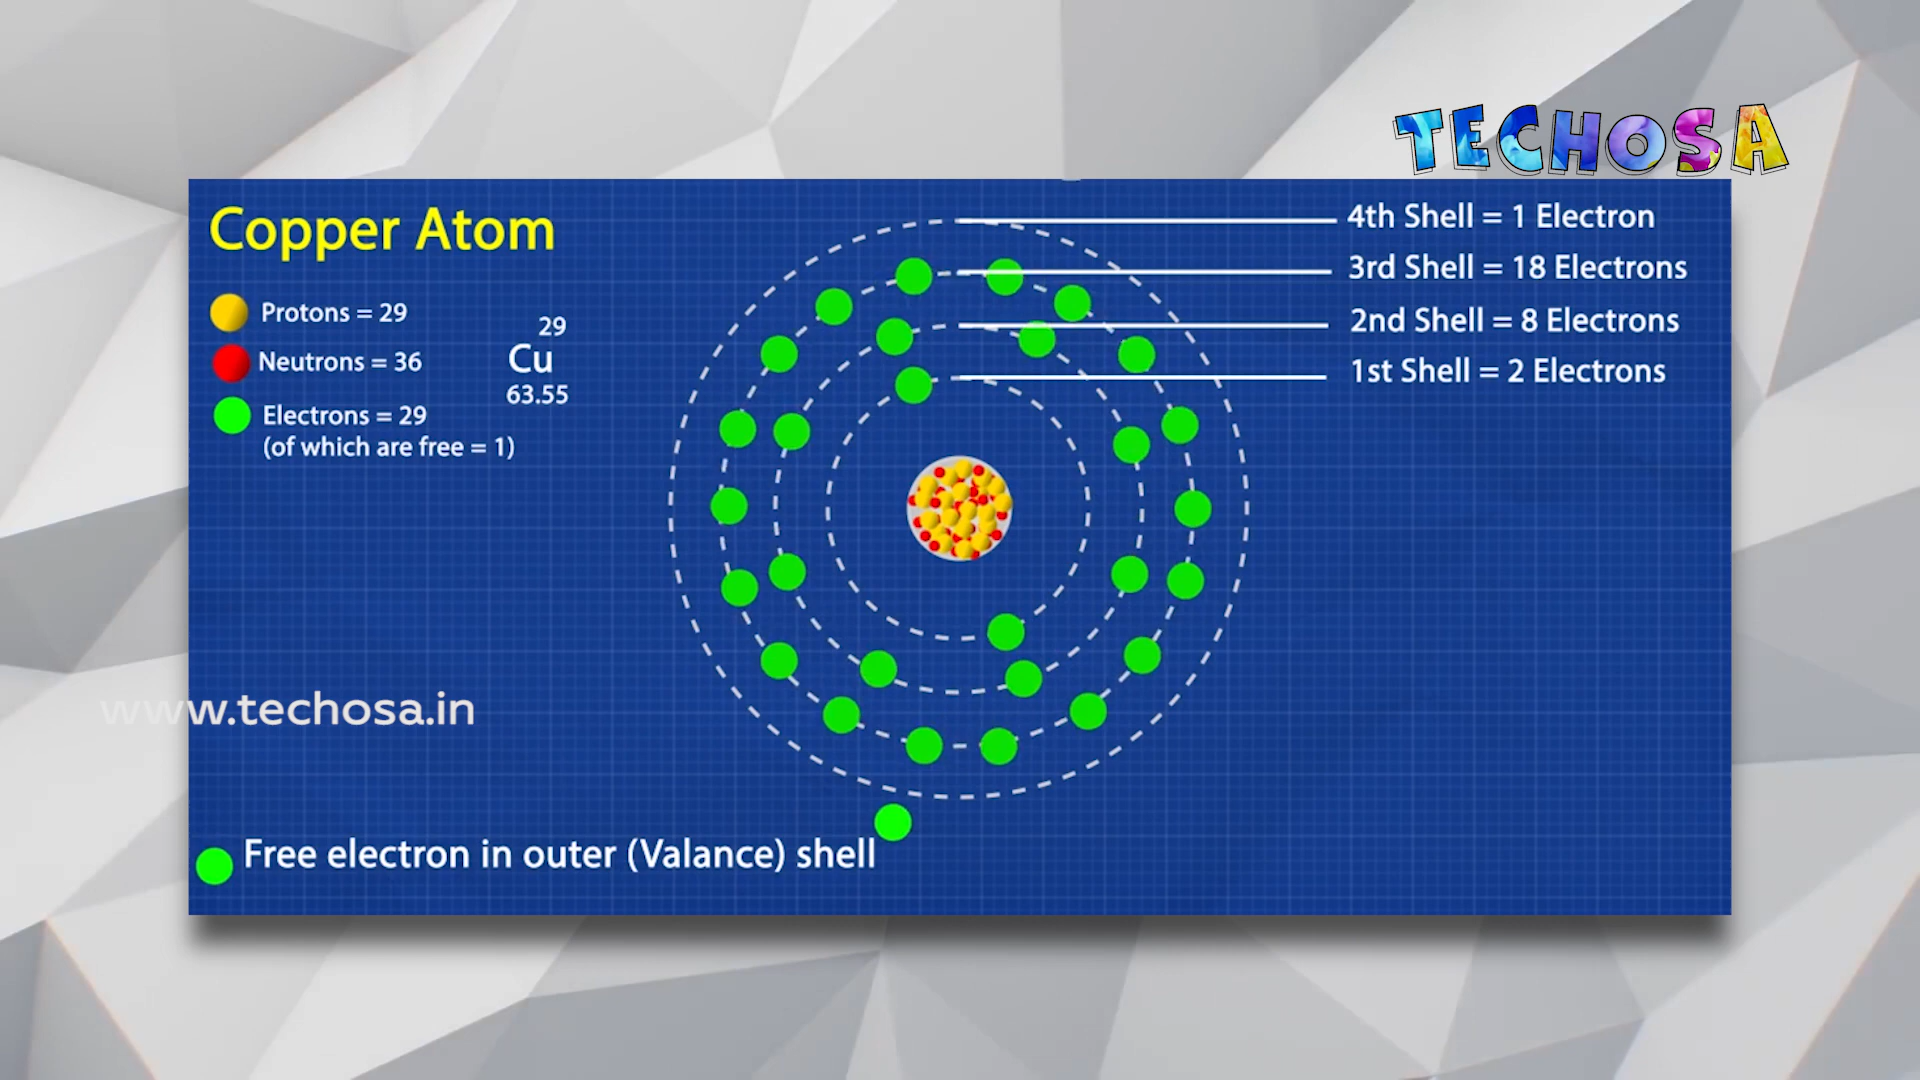 TECHOSA
Copper Atom
4th Shell = 1 Electron
3rd Shell = 18 Electrons
2nd Shell = 8 Electrons
1st Shell = 2 Electrons
Protons = 29
Neutrons = 36
Electrons = 29
(of which are free = 1)
29
Cu
63.55
www.techosa.in
Free electron in outer (Valance) shell